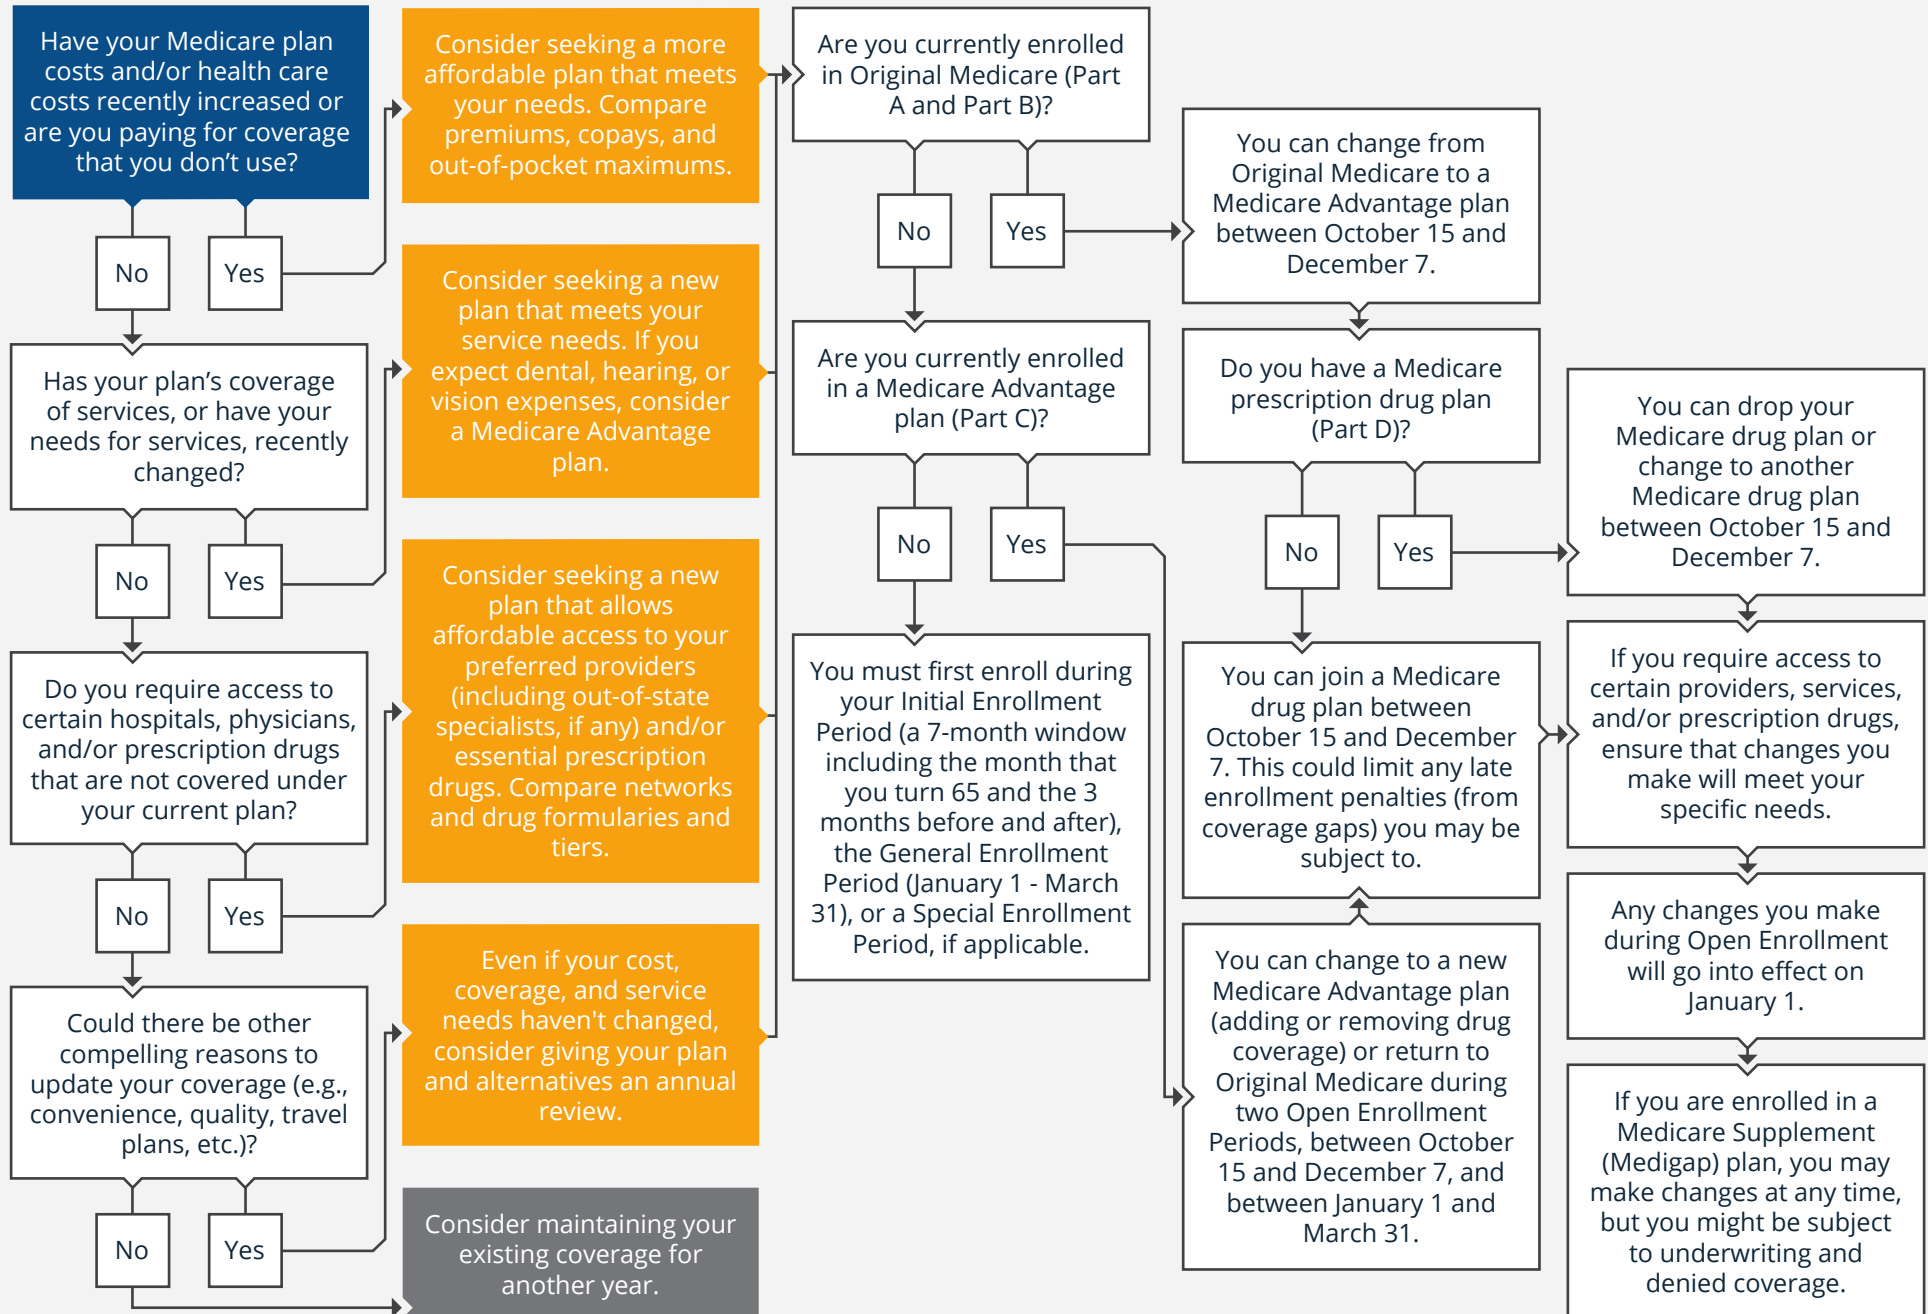 Have your Medicare plan
costs and/or health care
costs recently increased or
are you paying for coverage
that you don’t use?
No
Yes
Has your plan’s coverage
of services, or have your
needs for services, recently
changed?
No
Yes
Do you require access to
certain hospitals, physicians,
and/or prescription drugs
that are not covered under
your current plan?
No
Yes
Could there be other
compelling reasons to
update your coverage (e.g.,
convenience, quality, travel
plans, etc.)?
No
Yes
Consider seeking a more
affordable plan that meets
your needs. Compare
premiums, copays, and
out-of-pocket maximums.
Consider seeking a new
plan that meets your
service needs. If you
expect dental, hearing, or
vision expenses, consider
a Medicare Advantage
plan.
Consider seeking a new
plan that allows
affordable access to your
preferred providers
(including out-of-state
specialists, if any) and/or
essential prescription
drugs. Compare networks
and drug formularies and
tiers.
Even if your cost,
coverage, and service
needs haven't changed,
consider giving your plan
and alternatives an annual
review.
Consider maintaining your
existing coverage for
another year.
Are you currently enrolled
in Original Medicare (Part
A and Part B)?
No
Yes
Are you currently enrolled
in a Medicare Advantage
plan (Part C)?
No
Yes
You must first enroll during
your Initial Enrollment
Period (a 7-month window
including the month that
you turn 65 and the 3
months before and after),
the General Enrollment
Period (January 1 - March
31), or a Special Enrollment
Period, if applicable.
You can change from
Original Medicare to a
Medicare Advantage plan
between October 15 and
December 7.
Do you have a Medicare
prescription drug plan
(Part D)?
No
Yes
You can join a Medicare
drug plan between
October 15 and December
7. This could limit any late
enrollment penalties (from
coverage gaps) you may be
subject to.
You can change to a new
Medicare Advantage plan
(adding or removing drug
coverage) or return to
Original Medicare during
two Open Enrollment
Periods, between October
15 and December 7, and
between January 1 and
March 31.
You can drop your
Medicare drug plan or
change to another
Medicare drug plan
between October 15 and
December 7.
If you require access to
certain providers, services,
and/or prescription drugs,
ensure that changes you
make will meet your
specific needs.
Any changes you make
during Open Enrollment
will go into effect on
January 1.
If you are enrolled in a
Medicare Supplement
(Medigap) plan, you may
make changes at any time,
but you might be subject
to underwriting and
denied coverage.